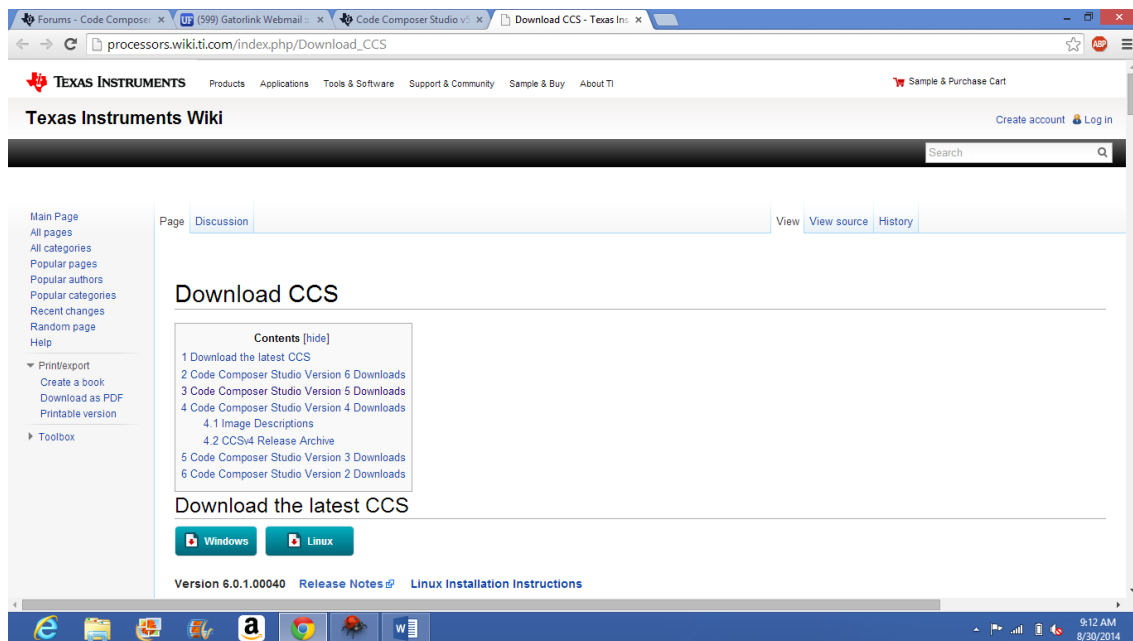 Forums - Code Composer
(599) Gatorlink Webmail ::
Code Composer Studio v5
Download CCS - Texas Ins
processors.wiki.ti.com/index.php/Download_CCS
ABP
TEXAS INSTRUMENTS
Products Applications Tools & Software Support & Community Sample & Buy About TI
Sample & Purchase Cart
Texas Instruments Wiki
Create account Log in
Search
Main Page
All pages
All categories
Popular pages
Popular authors
Popular categories
Recent changes
Random page
Help
Print/export
Create a book
Download as PDF
Printable version
Toolbox
Page Discussion
View View source History
Download CCS
Contents [hide]
1 Download the latest CCS
2 Code Composer Studio Version 6 Downloads
3 Code Composer Studio Version 5 Downloads
4 Code Composer Studio Version 4 Downloads
4.1 Image Descriptions
4.2 CCSv4 Release Archive
5 Code Composer Studio Version 3 Downloads
6 Code Composer Studio Version 2 Downloads
Download the latest CCS
Windows Linux
Version 6.0.1.00040 Release Notes Linux Installation Instructions
9:12 AM
8/30/2014